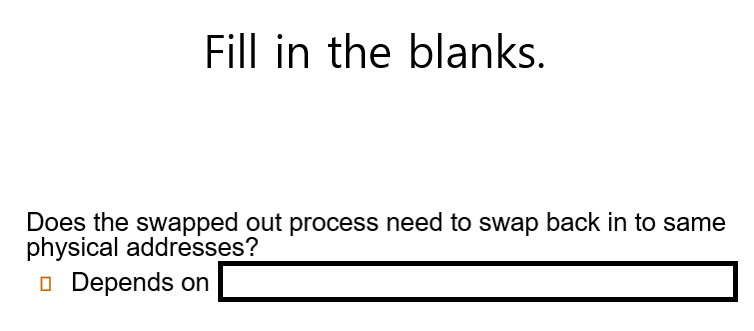 Fill in the blanks.
Does the swapped out process need to swap back in to same
physical addresses?
Depends on